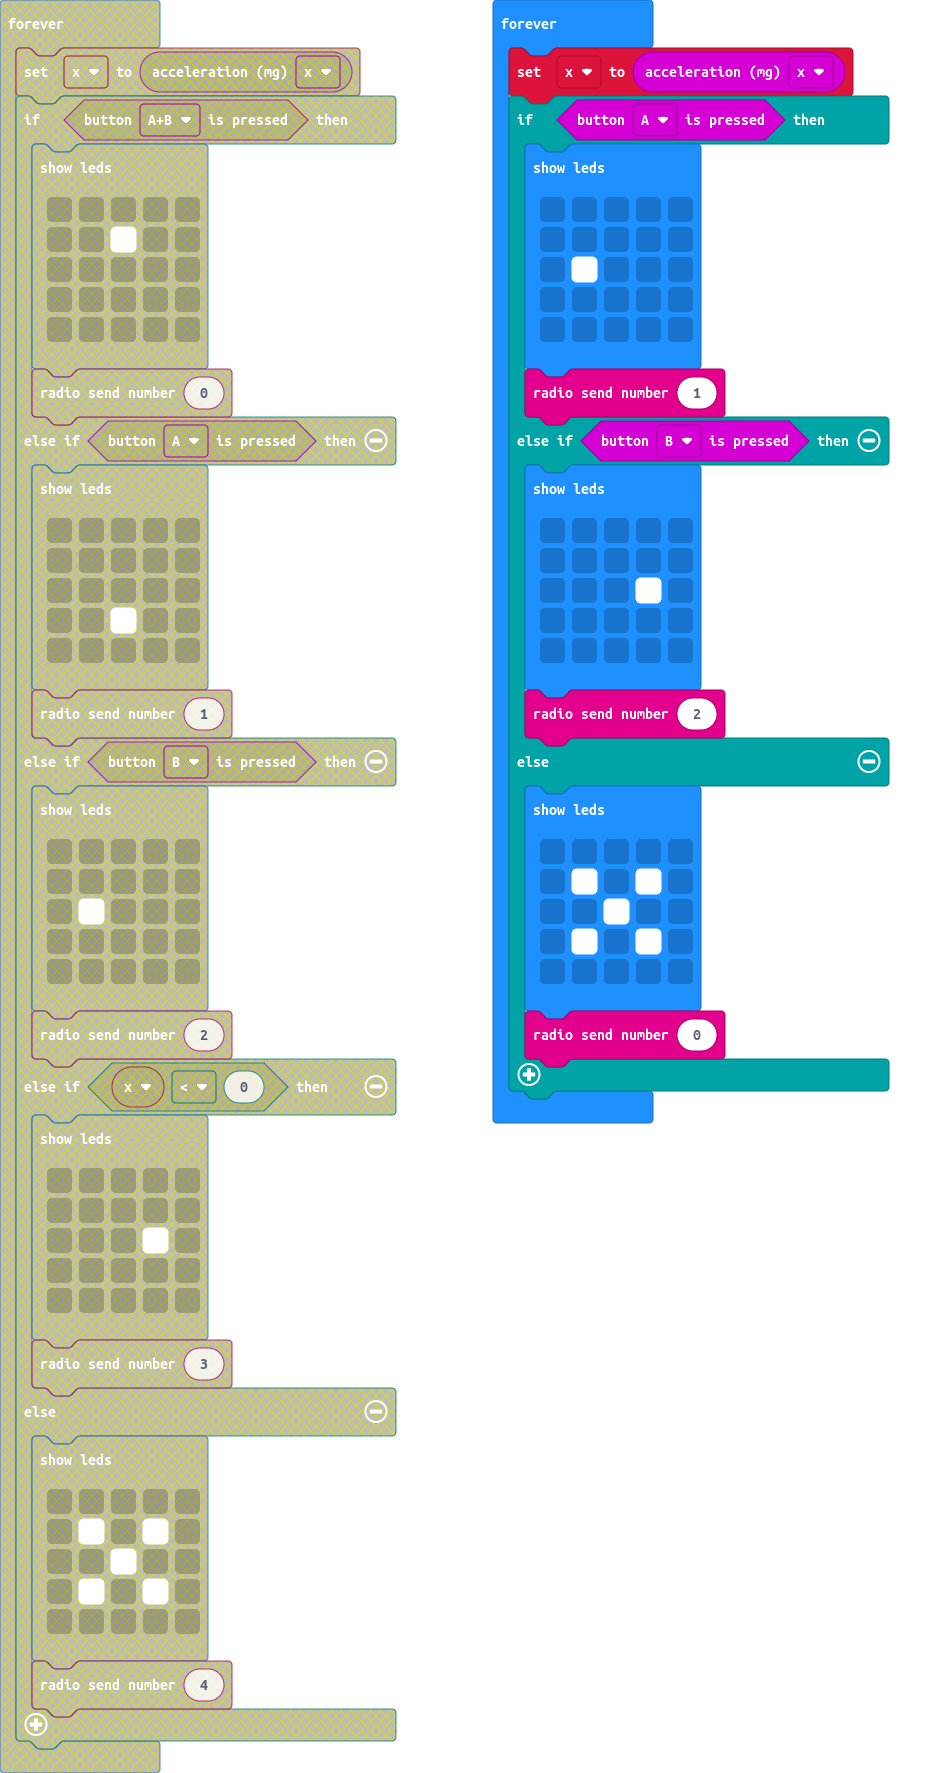 forever
set x to acceleration (mg) x
if button A+B is pressed then
show leds
radio send number 0
else if button A is pressed then
show leds
radio send number 1
else if button B is pressed then
show leds
radio send number 2
else if x < 0 then
show leds
radio send number 3
else
show leds
radio send number 4
forever
set x to acceleration (mg) x
if button A is pressed then
show leds
radio send number 1
else if button B is pressed then
show leds
radio send number 2
else
show leds
radio send number 0